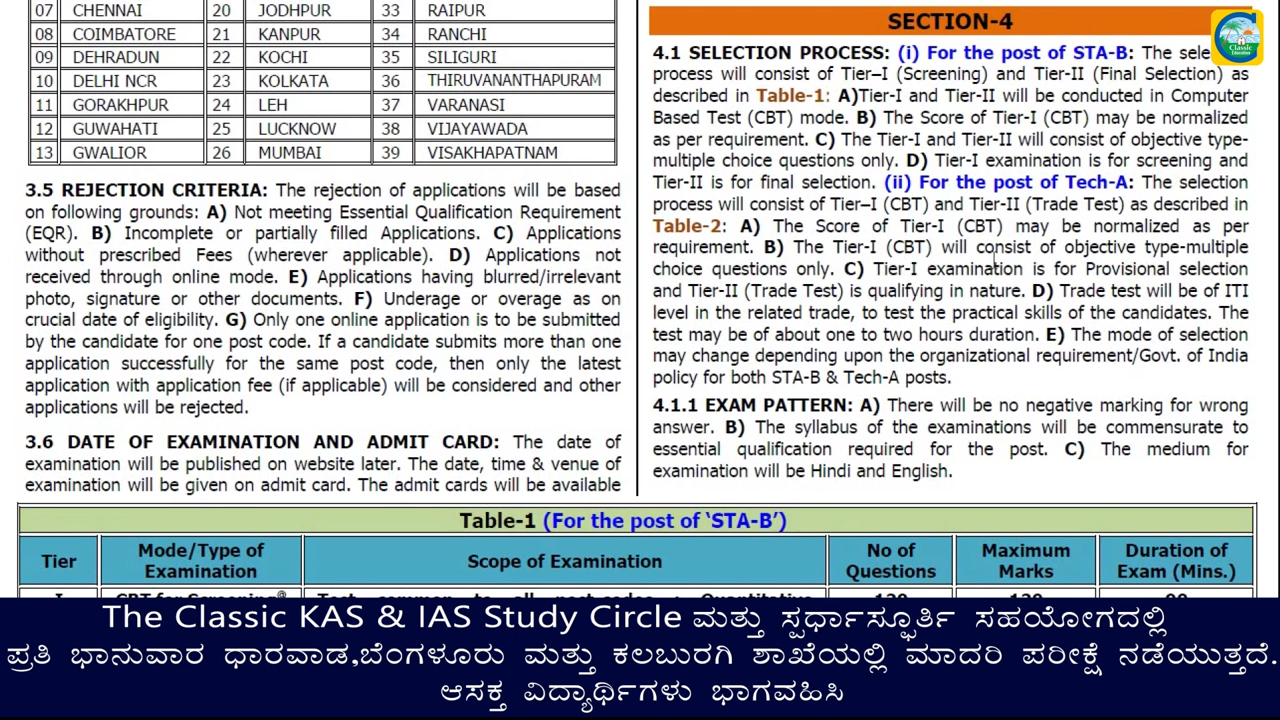 07 CHENNAI 20 JODHPUR 33 RAIPUR
08 COIMBATORE 21 KANPUR 34 RANCHI
09 DEHRADUN 22 KOCHI 35 SILIGURI
10 DELHI NCR 23 KOLKATA 36 THIRUVANANTHAPURAM
11 GORAKHPUR 24 LEH 37 VARANASI
12 GUWAHATI 25 LUCKNOW 38 VIJAYAWADA
13 GWALIOR 26 MUMBAI 39 VISAKHAPATNAM
3.5 REJECTION CRITERIA: The rejection of applications will be based
on following grounds: A) Not meeting Essential Qualification Requirement
(EQR). B) Incomplete or partially filled Applications. C) Applications
without prescribed Fees (wherever applicable). D) Applications not
received through online mode. E) Applications having blurred/irrelevant
photo, signature or other documents. F) Underage or overage as on
crucial date of eligibility. G) Only one online application is to be submitted
by the candidate for one post code. If a candidate submits more than one
application successfully for the same post code, then only the latest
application with application fee (if applicable) will be considered and other
applications will be rejected.
3.6 DATE OF EXAMINATION AND ADMIT CARD: The date of
examination will be published on website later. The date, time & venue of
examination will be given on admit card. The admit cards will be available
SECTION-4
4.1 SELECTION PROCESS: (i) For the post of STA-B: The sele
process will consist of Tier–I (Screening) and Tier-II (Final Selection) as
described in Table-1: A)Tier-I and Tier-II will be conducted in Computer
Based Test (CBT) mode. B) The Score of Tier-I (CBT) may be normalized
as per requirement. C) The Tier-I and Tier-II will consist of objective type-
multiple choice questions only. D) Tier-I examination is for screening and
Tier-II is for final selection. (ii) For the post of Tech-A: The selection
process will consist of Tier–I (CBT) and Tier-II (Trade Test) as described in
Table-2: A) The Score of Tier-I (CBT) may be normalized as per
requirement. B) The Tier-I (CBT) will consist of objective type-multiple
choice questions only. C) Tier-I examination is for Provisional selection
and Tier-II (Trade Test) is qualifying in nature. D) Trade test will be of ITI
level in the related trade, to test the practical skills of the candidates. The
test may be of about one to two hours duration. E) The mode of selection
may change depending upon the organizational requirement/Govt. of India
policy for both STA-B & Tech-A posts.
4.1.1 EXAM PATTERN: A) There will be no negative marking for wrong
answer. B) The syllabus of the examinations will be commensurate to
essential qualification required for the post. C) The medium for
examination will be Hindi and English.
Classic
Education
Table-1 (For the post of ‘STA-B’)
Tier Mode/Type of Examination Scope of Examination No of Questions Maximum Marks Duration of Exam (Mins.)
I CBT for Screening@ Test common to all post-codes : Quantitative 120 120 90
The Classic KAS & IAS Study Circle ಮತ್ತು ಸ್ಪರ್ಧಾಸ್ಫೂರ್ತಿ ಸಹಯೋಗದಲ್ಲಿ
ಪ್ರತಿ ಭಾನುವಾರ ಧಾರವಾಡ,ಬೆಂಗಳೂರು ಮತ್ತು ಕಲಬುರಗಿ ಶಾಖೆಯಲ್ಲಿ ಮಾದರಿ ಪರೀಕ್ಷೆ ನಡೆಯುತ್ತದೆ.
ಆಸಕ್ತ ವಿದ್ಯಾರ್ಥಿಗಳು ಭಾಗವಹಿಸಿ